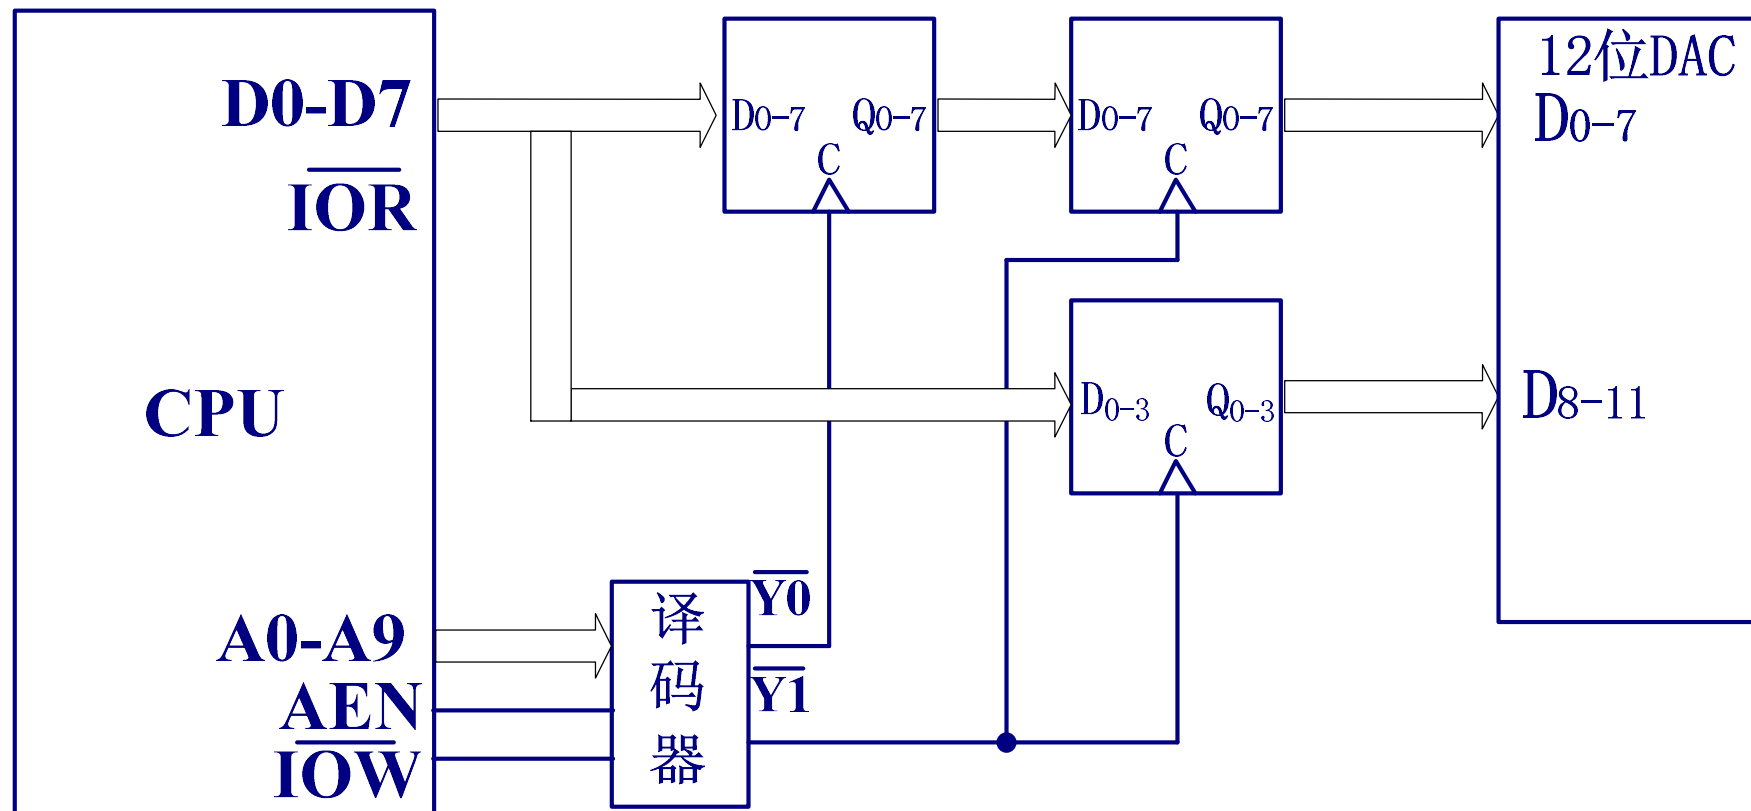 D0-D7
IOR
CPU
A0-A9
AEN
IOW
D0-7 Q0-7
C
D0-7 Q0-7
C
12位DAC
D0-7
D0-3 Q0-3
C
D8-11
译
码
器
Y0
Y1